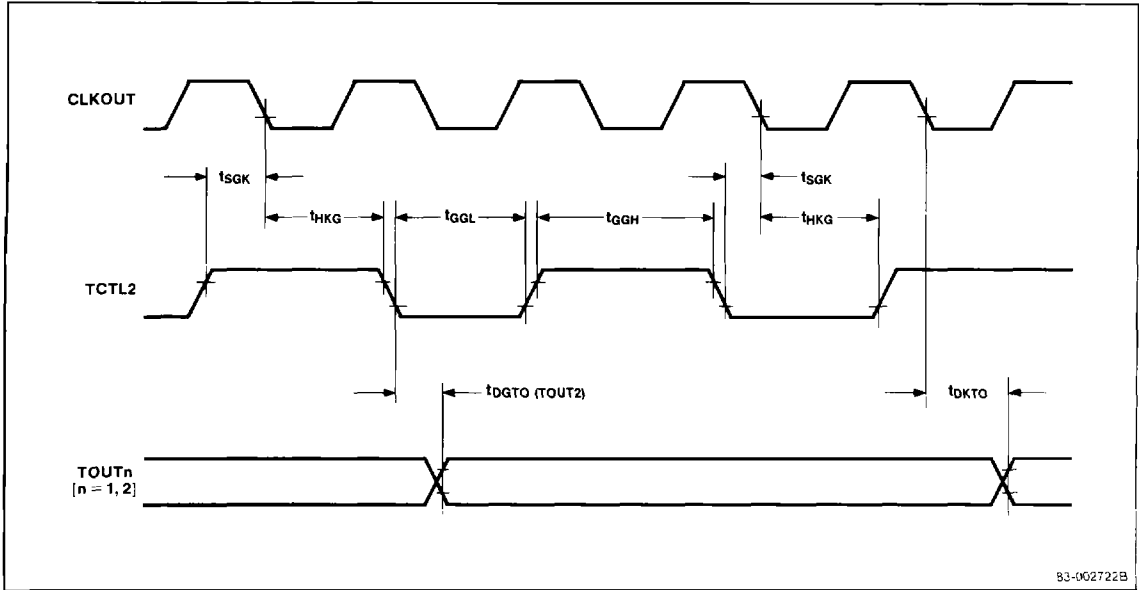 CLKOUT
tSGK
tSGK
tHKG
tGGL
tGGH
tHKG
TCTL2
tDGTO (TOUT2)
tDKTO
TOUTn
[n = 1, 2]
83-002722B